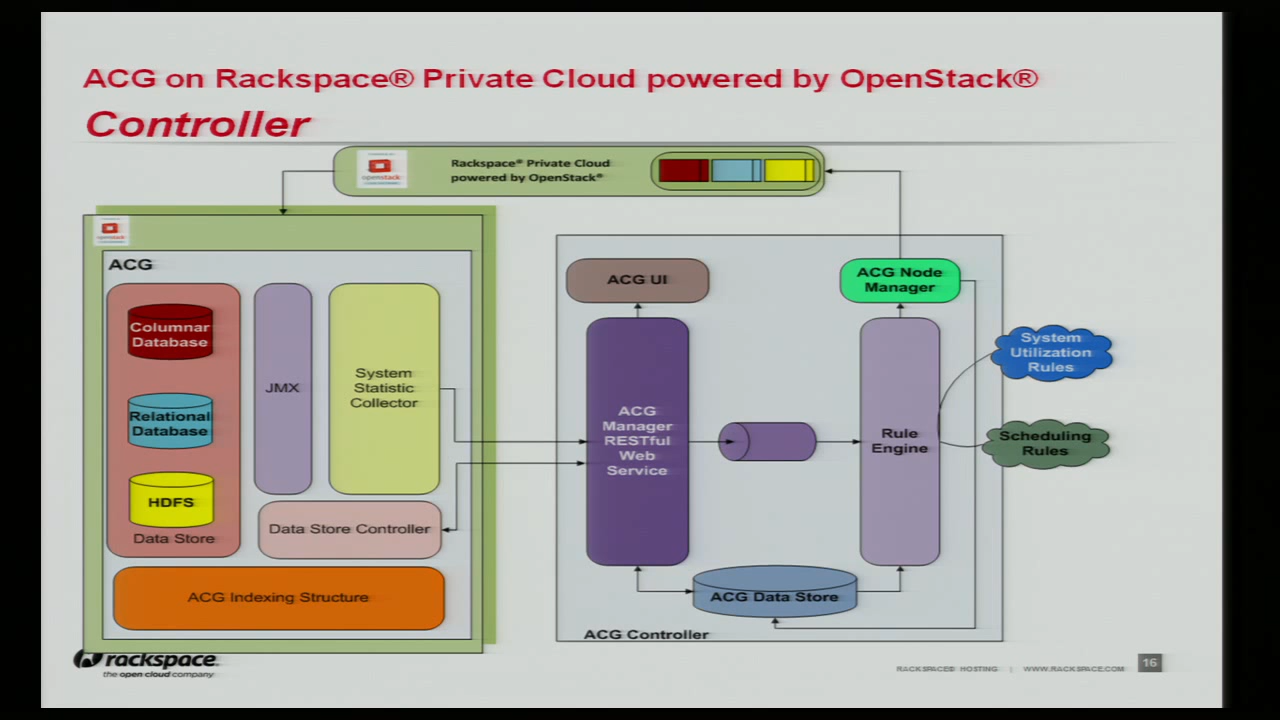 ACG on Rackspace® Private Cloud powered by OpenStack®
Controller
openstack
Rackspace® Private Cloud
powered by OpenStack®
openstack
ACG
Columnar
Database
Relational
Database
HDFS
Data Store
JMX
System
Statistic
Collector
Data Store Controller
ACG Indexing Structure
ACG UI
ACG Node
Manager
ACG
Manager
RESTful
Web
Service
Rule
Engine
System
Utilization
Rules
Scheduling
Rules
ACG Data Store
ACG Controller
rackspace.
the open cloud company
RACKSPACE® HOSTING | WWW.RACKSPACE.COM
16